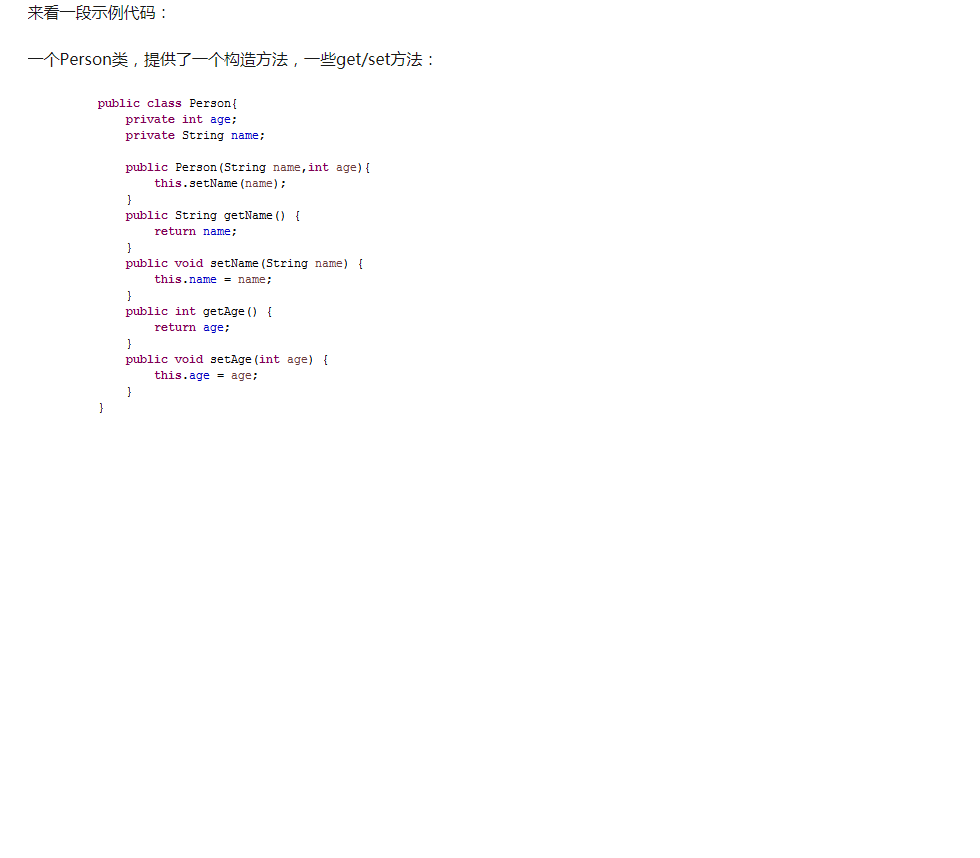 来看一段示例代码：
一个Person类，提供了一个构造方法，一些get/set方法：
public class Person{
    private int age;
    private String name;
    public Person(String name,int age){
        this.setName(name);
    }
    public String getName() {
        return name;
    }
    public void setName(String name) {
        this.name = name;
    }
    public int getAge() {
        return age;
    }
    public void setAge(int age) {
        this.age = age;
    }
}